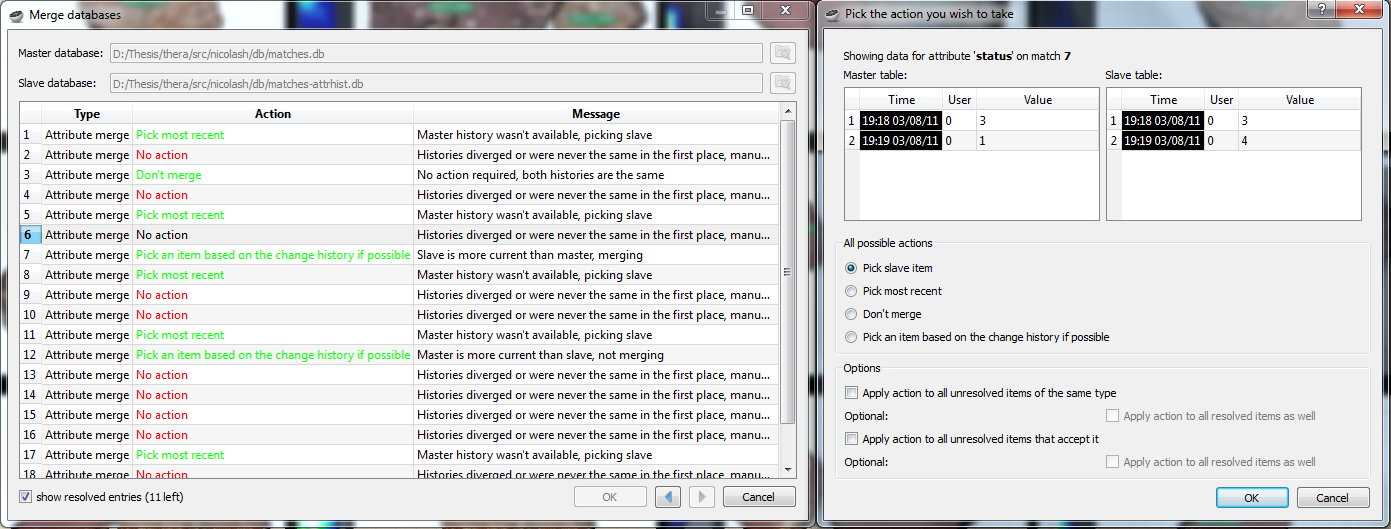 Merge databases
Master database: D:/Thesis/thera/src/nicolash/db/matches.db
Slave database: D:/Thesis/thera/src/nicolash/db/matches-attrhist.db
Type Action Message
1 Attribute merge Pick most recent Master history wasn't available, picking slave
2 Attribute merge No action Histories diverged or were never the same in the first place, manu...
3 Attribute merge Don't merge No action required, both histories are the same
4 Attribute merge No action Histories diverged or were never the same in the first place, manu...
5 Attribute merge Pick most recent Master history wasn't available, picking slave
6 Attribute merge No action Histories diverged or were never the same in the first place, manu...
7 Attribute merge Pick an item based on the change history if possible Slave is more current than master, merging
8 Attribute merge Pick most recent Master history wasn't available, picking slave
9 Attribute merge No action Histories diverged or were never the same in the first place, manu...
10 Attribute merge No action Histories diverged or were never the same in the first place, manu...
11 Attribute merge Pick most recent Master history wasn't available, picking slave
12 Attribute merge Pick an item based on the change history if possible Master is more current than slave, not merging
13 Attribute merge No action Histories diverged or were never the same in the first place, manu...
14 Attribute merge No action Histories diverged or were never the same in the first place, manu...
15 Attribute merge No action Histories diverged or were never the same in the first place, manu...
16 Attribute merge No action Histories diverged or were never the same in the first place, manu...
17 Attribute merge Pick most recent Master history wasn't available, picking slave
18 Attribute merge No action Histories diverged or were never the same in the first place, manu...
show resolved entries (11 left) OK Cancel
Pick the action you wish to take
Showing data for attribute 'status' on match 7
Master table: Slave table:
Time User Value Time User Value
1 19:18 03/08/11 0 3 1 19:18 03/08/11 0 3
2 19:19 03/08/11 0 1 2 19:19 03/08/11 0 4
All possible actions
Pick slave item
Pick most recent
Don't merge
Pick an item based on the change history if possible
Options
Apply action to all unresolved items of the same type
Optional: Apply action to all resolved items as well
Apply action to all unresolved items that accept it
Optional: Apply action to all resolved items as well
OK Cancel